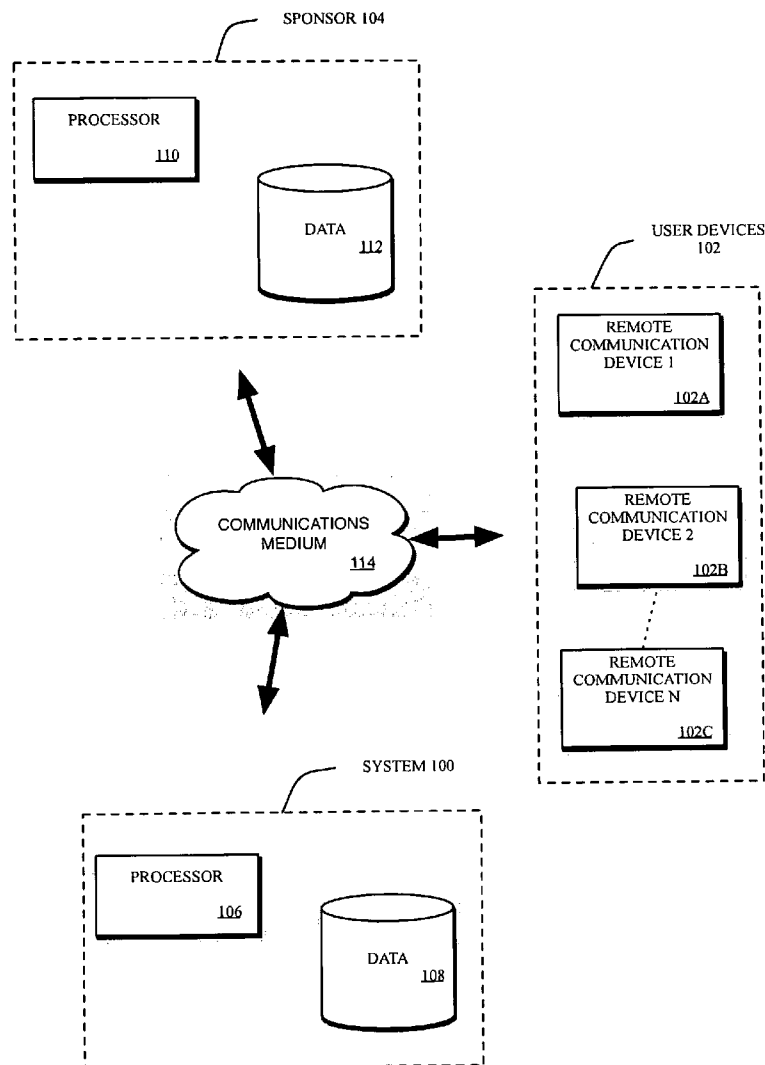 SPONSOR 104
PROCESSOR
110
DATA
112
USER DEVICES
102
REMOTE
COMMUNICATION
DEVICE 1
102A
REMOTE
COMMUNICATION
DEVICE 2
102B
REMOTE
COMMUNICATION
DEVICE N
102C
COMMUNICATIONS
MEDIUM
114
SYSTEM 100
PROCESSOR
106
DATA
108